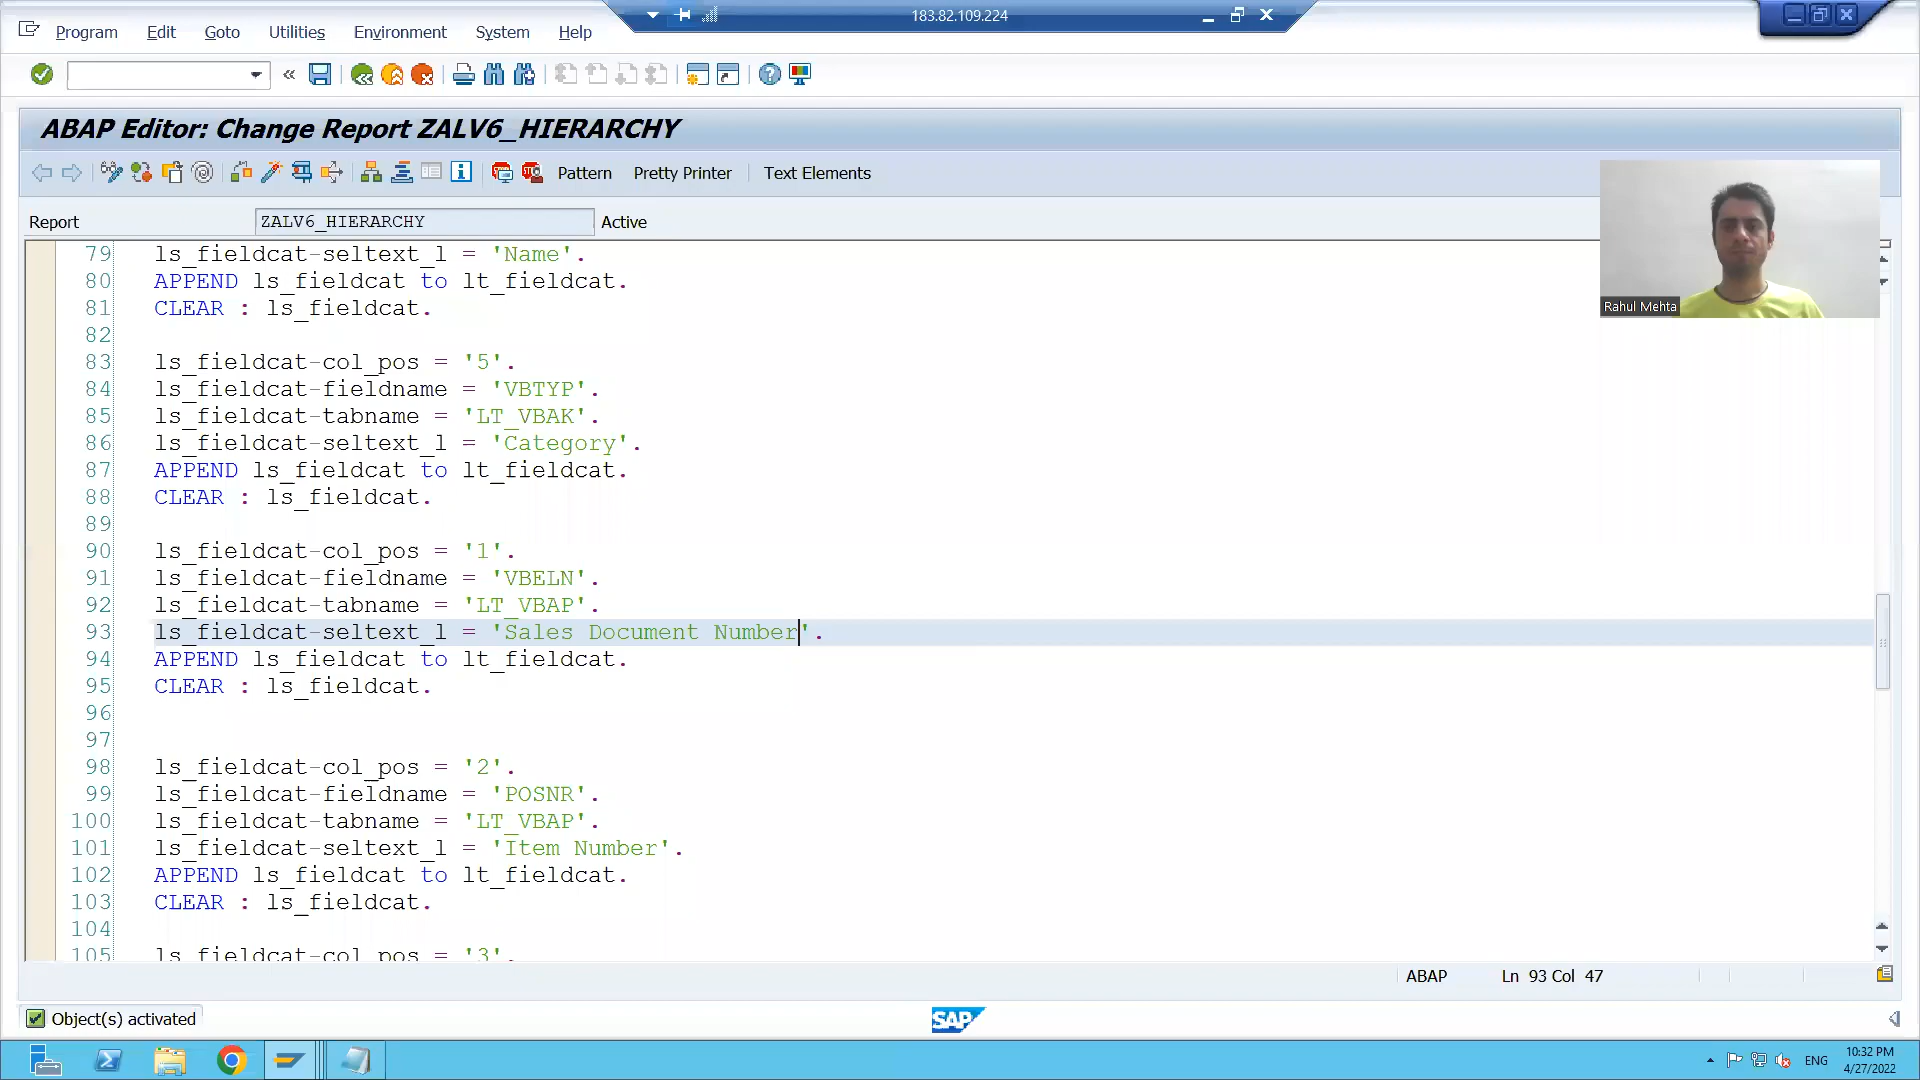 183.82.109.224
Program Edit Goto Utilities Environment System Help
ABAP Editor: Change Report ZALV6_HIERARCHY
Pattern Pretty Printer Text Elements
Report ZALV6_HIERARCHY Active
Rahul Mehta
79 ls_fieldcat-seltext_l = 'Name'.
80 APPEND ls_fieldcat to lt_fieldcat.
81 CLEAR : ls_fieldcat.
82
83 ls_fieldcat-col_pos = '5'.
84 ls_fieldcat-fieldname = 'VBTYP'.
85 ls_fieldcat-tabname = 'LT_VBAK'.
86 ls_fieldcat-seltext_l = 'Category'.
87 APPEND ls_fieldcat to lt_fieldcat.
88 CLEAR : ls_fieldcat.
89
90 ls_fieldcat-col_pos = '1'.
91 ls_fieldcat-fieldname = 'VBELN'.
92 ls_fieldcat-tabname = 'LT_VBAP'.
93 ls_fieldcat-seltext_l = 'Sales Document Number'.
94 APPEND ls_fieldcat to lt_fieldcat.
95 CLEAR : ls_fieldcat.
96
97
98 ls_fieldcat-col_pos = '2'.
99 ls_fieldcat-fieldname = 'POSNR'.
100 ls_fieldcat-tabname = 'LT_VBAP'.
101 ls_fieldcat-seltext_l = 'Item Number'.
102 APPEND ls_fieldcat to lt_fieldcat.
103 CLEAR : ls_fieldcat.
104
105 ls_fieldcat-col_pos = '3'.
ABAP Ln 93 Col 47
Object(s) activated
SAP
ENG
10:32 PM
4/27/2022